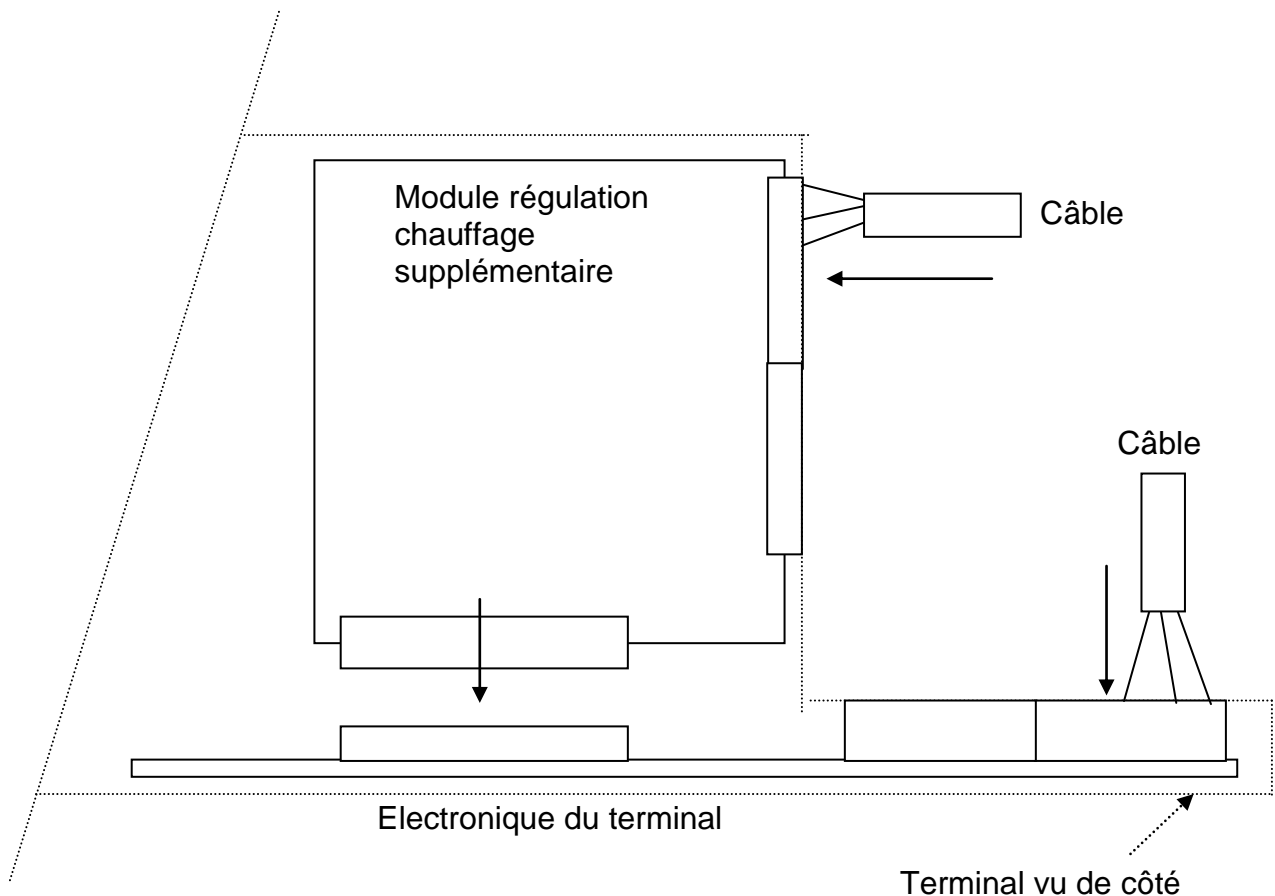 Module régulation
chauffage
supplémentaire
Câble
Câble
Electronique du terminal
Terminal vu de côté